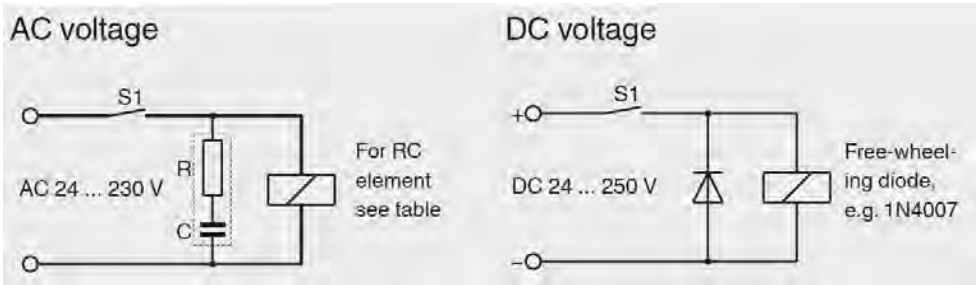 AC voltage
S1
R
C
AC 24 ... 230 V
For RC
element
see table
DC voltage
S1
+
DC 24 ... 250 V
−
Free-wheel-
ing diode,
e.g. 1N4007